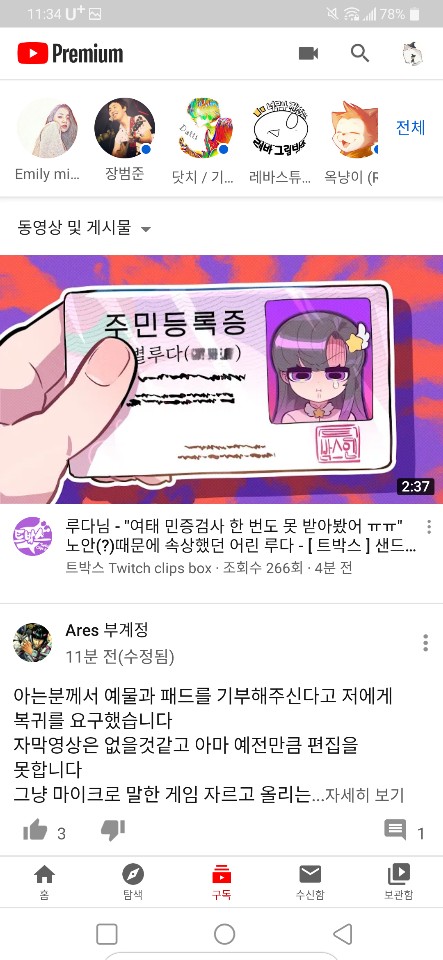 11:34 U+ 78%
Premium
Emily mi...
장범준
닷치 / 기...
레바스튜...
옥냥이 (R
전체
동영상 및 게시물
주민등록증
별루다(
2:37
루다님 - "여태 민증검사 한 번도 못 받아봤어 ㅠㅠ"
노안(?)때문에 속상했던 어린 루다 - [ 트박스 ] 샌드...
트박스 Twitch clips box · 조회수 266회 · 4분 전
Ares 부계정
11분 전(수정됨)
아는분께서 예물과 패드를 기부해주신다고 저에게
복귀를 요구했습니다
자막영상은 없을것같고 아마 예전만큼 편집을
못합니다
그냥 마이크로 말한 게임 자르고 올리는...자세히 보기
3
1
홈
탐색
구독
수신함
보관함